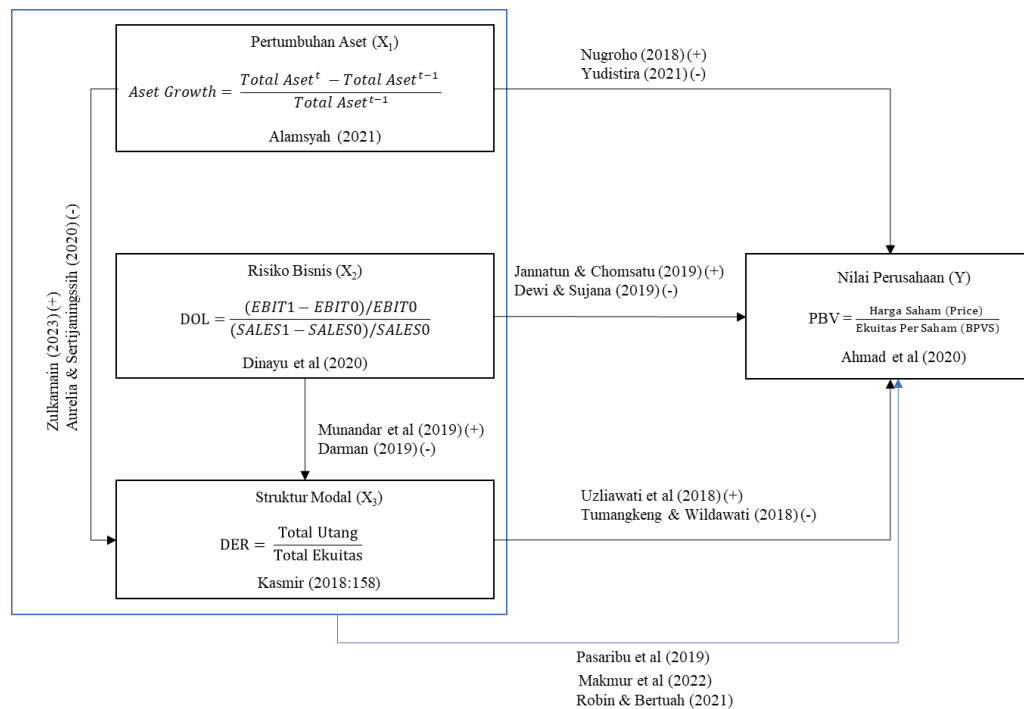 Pertumbuhan Aset (X₁)
Aset Growth = (Total Aset^t − Total Aset^t−1) / Total Aset^t−1
Alamsyah (2021)
Nugroho (2018) (+)
Yudistira (2021) (-)
Zulkarnain (2023) (+)
Aurelia & Sertijaningssih (2020) (-)
Risiko Bisnis (X₂)
DOL = (EBIT1 − EBIT0)/EBIT0 / (SALES1 − SALES0)/SALES0
Dinayu et al (2020)
Jannatun & Chomsatu (2019) (+)
Dewi & Sujana (2019) (-)
Nilai Perusahaan (Y)
PBV = Harga Saham (Price) / Ekuitas Per Saham (BPVS)
Ahmad et al (2020)
Munandar et al (2019) (+)
Darman (2019) (-)
Struktur Modal (X₃)
DER = Total Utang / Total Ekuitas
Kasmir (2018:158)
Uzliawati et al (2018) (+)
Tumangkeng & Wildawati (2018) (-)
Pasaribu et al (2019)
Makmur et al (2022)
Robin & Bertuah (2021)